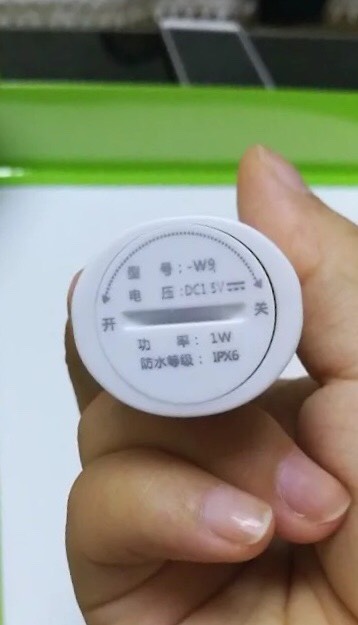 型 号：-W9
电 压：DC1.5V
开 关
功 率：1W
防水等级：IPX6